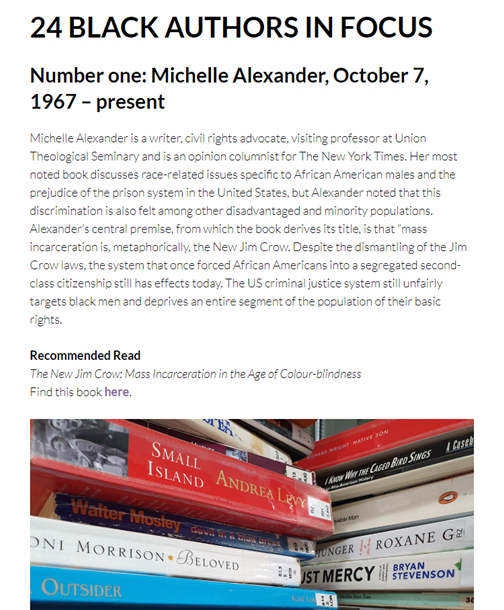 24 BLACK AUTHORS IN FOCUS
Number one: Michelle Alexander, October 7,
1967 – present
Michelle Alexander is a writer, civil rights advocate, visiting professor at Union
Theological Seminary and is an opinion columnist for The New York Times. Her most
noted book discusses race-related issues specific to African American males and the
prejudice of the prison system in the United States, but Alexander noted that this
discrimination is also felt among other disadvantaged and minority populations.
Alexander's central premise, from which the book derives its title, is that "mass
incarceration is, metaphorically, the New Jim Crow. Despite the dismantling of the Jim
Crow laws, the system that once forced African Americans into a segregated second-
class citizenship still has effects today. The US criminal justice system still unfairly
targets black men and deprives an entire segment of the population of their basic
rights.
Recommended Read
The New Jim Crow: Mass Incarceration in the Age of Colour-blindness
Find this book here.
SMALL
ISLAND ANDREA LEVY
Walter Mosley devil in a blue dress
ONI MORRISON • BELOVED
OUTSIDER
WRIGHT NATIVE SON
I KNOW WHY THE CAGED BIRD SINGS
A Case
HUNGER ROXANE G
UST MERCY BRYAN
STEVENSON